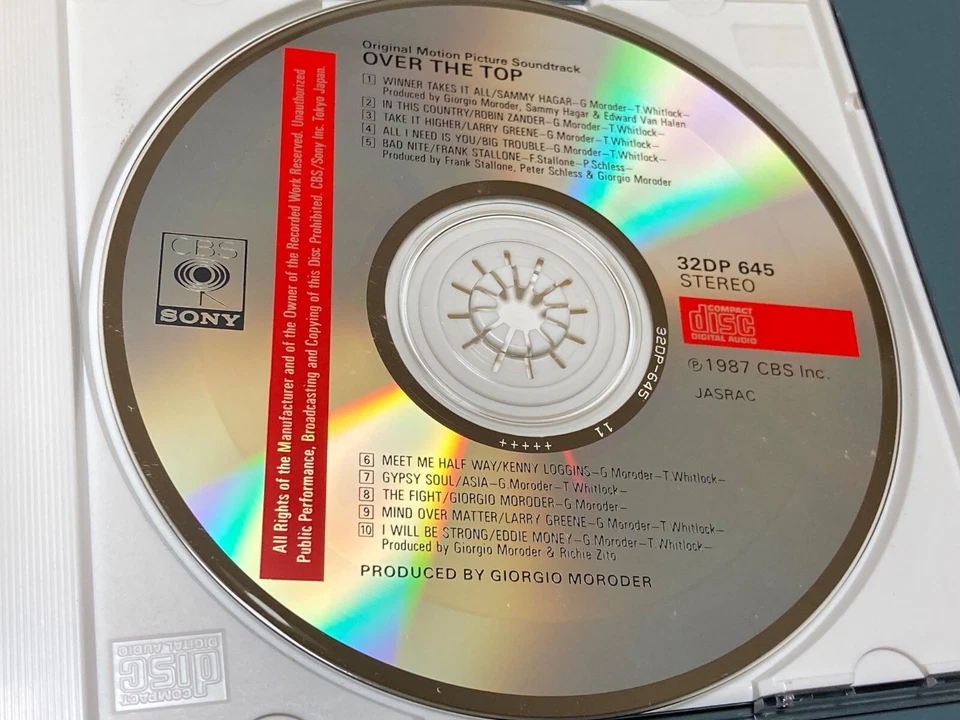 Original Motion Picture Soundtrack
OVER THE TOP
1 WINNER TAKES IT ALL/SAMMY HAGAR–G.Moroder–T.Whitlock–
Produced by Giorgio Moroder, Sammy Hagar & Edward Van Halen
2 IN THIS COUNTRY/ROBIN ZANDER–G.Moroder–T.Whitlock–
3 TAKE IT HIGHER/LARRY GREENE–G.Moroder–T.Whitlock–
4 ALL I NEED IS YOU/BIG TROUBLE–G.Moroder–T.Whitlock–
5 BAD NITE/FRANK STALLONE–F.Stallone–P.Schless–
Produced by Frank Stallone, Peter Schless & Giorgio Moroder
CBS
SONY
All Rights of the Manufacturer and of the Owner of the Recorded Work Reserved. Unauthorized
Public Performance, Broadcasting and Copying of this Disc Prohibited. CBS/Sony Inc. Tokyo Japan.
32DP 645
STEREO
COMPACT
disc
DIGITAL AUDIO
℗1987 CBS Inc.
JASRAC
32DP-645
11
+++++
6 MEET ME HALF WAY/KENNY LOGGINS–G.Moroder–T.Whitlock–
7 GYPSY SOUL/ASIA–G.Moroder–T.Whitlock–
8 THE FIGHT/GIORGIO MORODER–G.Moroder–
9 MIND OVER MATTER/LARRY GREENE–G.Moroder–T.Whitlock–
10 I WILL BE STRONG/EDDIE MONEY–G.Moroder–T.Whitlock–
Produced by Giorgio Moroder & Richie Zito
PRODUCED BY GIORGIO MORODER
COMPACT
disc
DIGITAL AUDIO